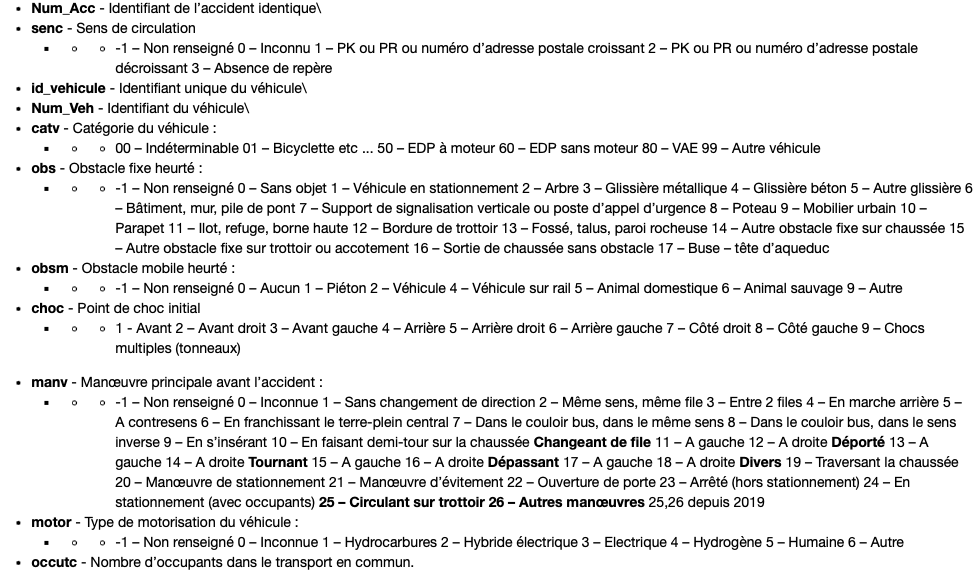 Num_Acc - Identifiant de l'accident identique\
senc - Sens de circulation
-1 – Non renseigné 0 – Inconnu 1 – PK ou PR ou numéro d'adresse postale croissant 2 – PK ou PR ou numéro d'adresse postale
décroissant 3 – Absence de repère
id_vehicule - Identifiant unique du véhicule\
Num_Veh - Identifiant du véhicule\
catv - Catégorie du véhicule :
00 – Indéterminable 01 – Bicyclette etc ... 50 – EDP à moteur 60 – EDP sans moteur 80 – VAE 99 – Autre véhicule
obs - Obstacle fixe heurté :
-1 – Non renseigné 0 – Sans objet 1 – Véhicule en stationnement 2 – Arbre 3 – Glissière métallique 4 – Glissière béton 5 – Autre glissière 6
– Bâtiment, mur, pile de pont 7 – Support de signalisation verticale ou poste d'appel d'urgence 8 – Poteau 9 – Mobilier urbain 10 –
Parapet 11 – Ilot, refuge, borne haute 12 – Bordure de trottoir 13 – Fossé, talus, paroi rocheuse 14 – Autre obstacle fixe sur chaussée 15
– Autre obstacle fixe sur trottoir ou accotement 16 – Sortie de chaussée sans obstacle 17 – Buse – tête d'aqueduc
obsm - Obstacle mobile heurté :
-1 – Non renseigné 0 – Aucun 1 – Piéton 2 – Véhicule 4 – Véhicule sur rail 5 – Animal domestique 6 – Animal sauvage 9 – Autre
choc - Point de choc initial
1 - Avant 2 – Avant droit 3 – Avant gauche 4 – Arrière 5 – Arrière droit 6 – Arrière gauche 7 – Côté droit 8 – Côté gauche 9 – Chocs
multiples (tonneaux)
manv - Manœuvre principale avant l'accident :
-1 – Non renseigné 0 – Inconnue 1 – Sans changement de direction 2 – Même sens, même file 3 – Entre 2 files 4 – En marche arrière 5 –
A contresens 6 – En franchissant le terre-plein central 7 – Dans le couloir bus, dans le même sens 8 – Dans le couloir bus, dans le sens
inverse 9 – En s'insérant 10 – En faisant demi-tour sur la chaussée Changeant de file 11 – A gauche 12 – A droite Déporté 13 – A
gauche 14 – A droite Tournant 15 – A gauche 16 – A droite Dépassant 17 – A gauche 18 – A droite Divers 19 – Traversant la chaussée
20 – Manœuvre de stationnement 21 – Manœuvre d'évitement 22 – Ouverture de porte 23 – Arrêté (hors stationnement) 24 – En
stationnement (avec occupants) 25 – Circulant sur trottoir 26 – Autres manœuvres 25,26 depuis 2019
motor - Type de motorisation du véhicule :
-1 – Non renseigné 0 – Inconnue 1 – Hydrocarbures 2 – Hybride électrique 3 – Electrique 4 – Hydrogène 5 – Humaine 6 – Autre
occutc - Nombre d'occupants dans le transport en commun.